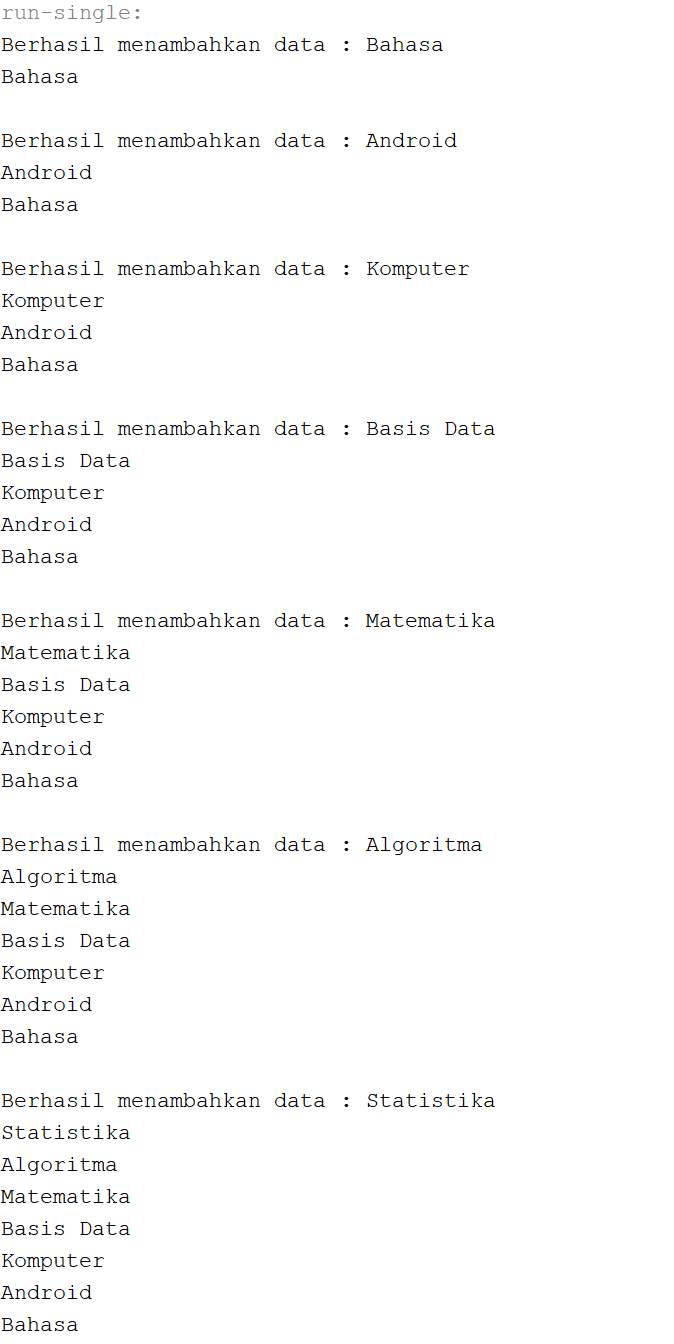 run-single:
Berhasil menambahkan data : Bahasa
Bahasa
Berhasil menambahkan data : Android
Android
Bahasa
Berhasil menambahkan data : Komputer
Komputer
Android
Bahasa
Berhasil menambahkan data : Basis Data
Basis Data
Komputer
Android
Bahasa
Berhasil menambahkan data : Matematika
Matematika
Basis Data
Komputer
Android
Bahasa
Berhasil menambahkan data : Algoritma
Algoritma
Matematika
Basis Data
Komputer
Android
Bahasa
Berhasil menambahkan data : Statistika
Statistika
Algoritma
Matematika
Basis Data
Komputer
Android
Bahasa